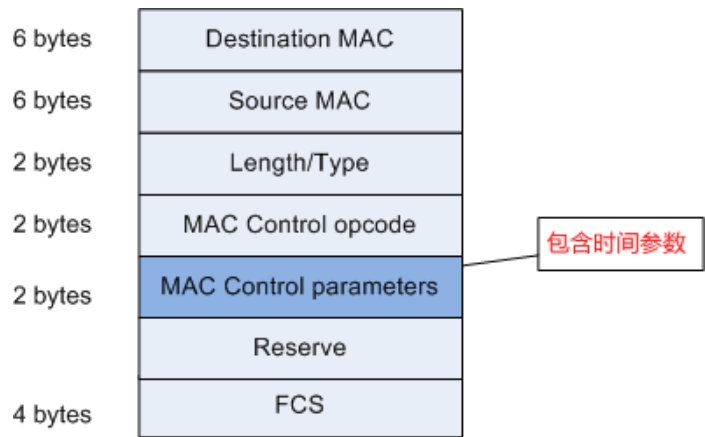 6 bytes Destination MAC
6 bytes Source MAC
2 bytes Length/Type
2 bytes MAC Control opcode
包含时间参数
2 bytes MAC Control parameters
Reserve
4 bytes FCS